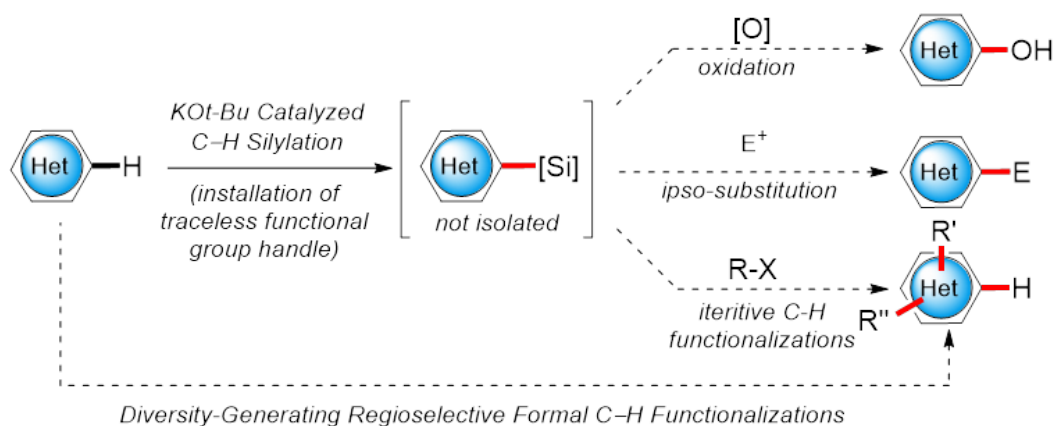 Het
H
KOt-Bu Catalyzed
C–H Silylation
(installation of
traceless functional
group handle)
Het
[Si]
not isolated
[O]
oxidation
Het
OH
E+
ipso-substitution
Het
E
R-X
iteritive C-H
functionalizations
R'
Het
H
R''
Diversity-Generating Regioselective Formal C–H Functionalizations